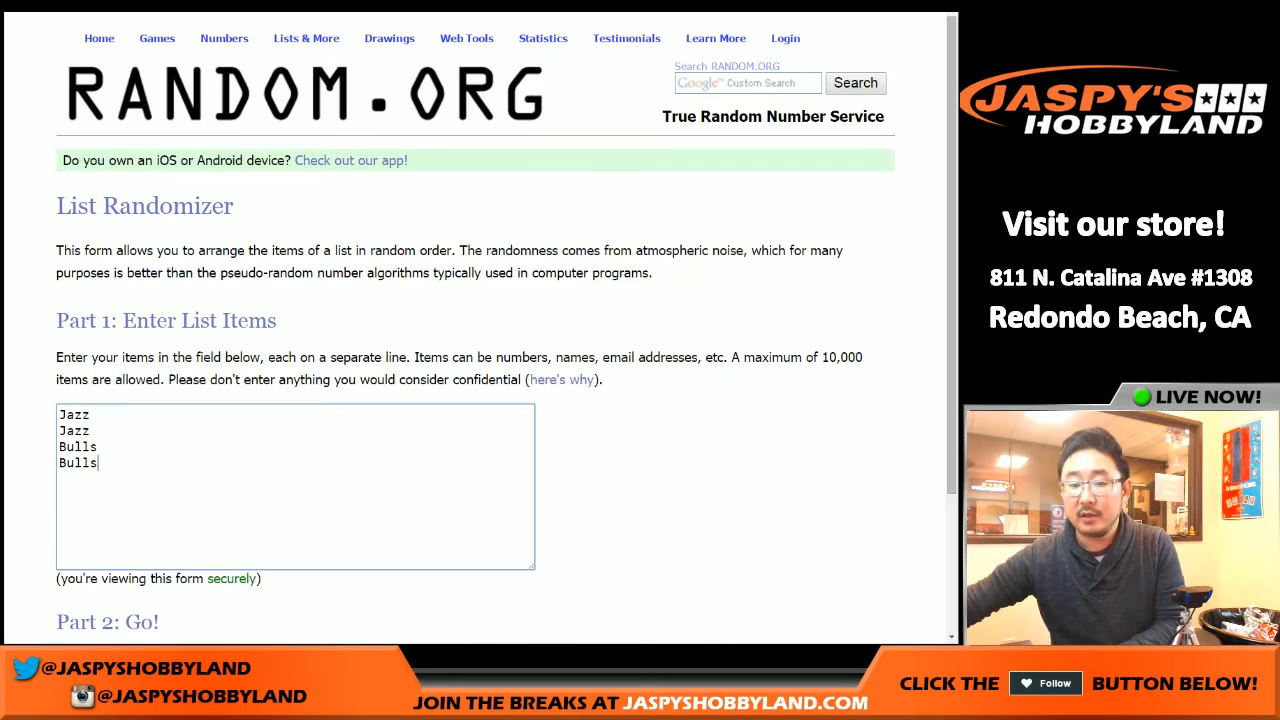 Home Games Numbers Lists & More Drawings Web Tools Statistics Testimonials Learn More Login
RANDOM.ORG
Search RANDOM.ORG
Google™ Custom Search Search
True Random Number Service
Do you own an iOS or Android device? Check out our app!
List Randomizer
This form allows you to arrange the items of a list in random order. The randomness comes from atmospheric noise, which for many
purposes is better than the pseudo-random number algorithms typically used in computer programs.
Part 1: Enter List Items
Enter your items in the field below, each on a separate line. Items can be numbers, names, email addresses, etc. A maximum of 10,000
items are allowed. Please don't enter anything you would consider confidential (here's why).
Jazz
Jazz
Bulls
Bulls
(you're viewing this form securely)
Part 2: Go!
JASPY'S
HOBBYLAND
Visit our store!
811 N. Catalina Ave #1308
Redondo Beach, CA
LIVE NOW!
@JASPYSHOBBYLAND
@JASPYSHOBBYLAND
JOIN THE BREAKS AT JASPYSHOBBYLAND.COM
CLICK THE Follow BUTTON BELOW!